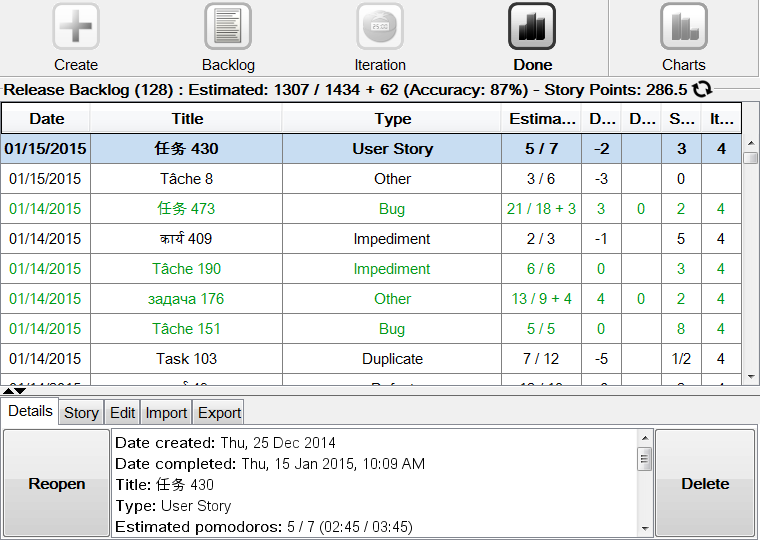 25:00
Create Backlog Iteration Done Charts
Release Backlog (128) : Estimated: 1307 / 1434 + 62 (Accuracy: 87%) - Story Points: 286.5
Date Title Type Estima... D... D... S... It...
01/15/2015 任务 430 User Story 5 / 7 -2 3 4
01/15/2015 Tâche 8 Other 3 / 6 -3 0
01/14/2015 任务 473 Bug 21 / 18 + 3 3 0 2 4
01/14/2015 कार्य 409 Impediment 2 / 3 -1 5 4
01/14/2015 Tâche 190 Impediment 6 / 6 0 3 4
01/14/2015 задача 176 Other 13 / 9 + 4 4 0 2 4
01/14/2015 Tâche 151 Bug 5 / 5 0 8 4
01/14/2015 Task 103 Duplicate 7 / 12 -5 1/2 4
01/14/2015
Details Story Edit Import Export
Reopen
Date created: Thu, 25 Dec 2014
Date completed: Thu, 15 Jan 2015, 10:09 AM
Title: 任务 430
Type: User Story
Estimated pomodoros: 5 / 7 (02:45 / 03:45)
Delete